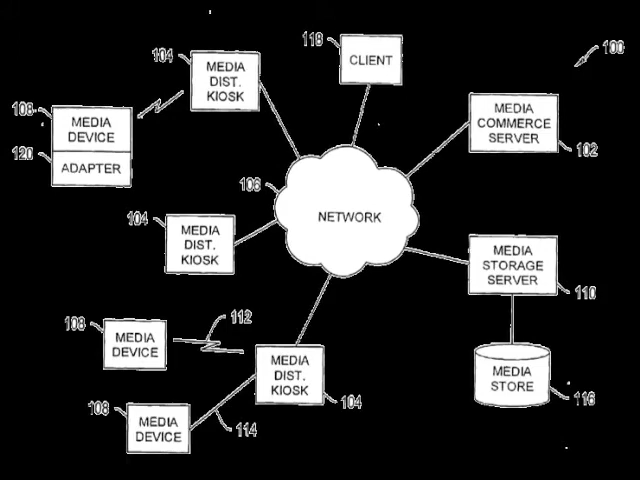 104
MEDIA
DIST.
KIOSK
118
CLIENT
100
108
MEDIA
DEVICE
120
ADAPTER
MEDIA
COMMERCE
SERVER
102
106
NETWORK
104
MEDIA
DIST.
KIOSK
MEDIA
STORAGE
SERVER
110
108
MEDIA
DEVICE
112
MEDIA
DIST.
KIOSK
104
MEDIA
STORE
116
108
MEDIA
DEVICE
114